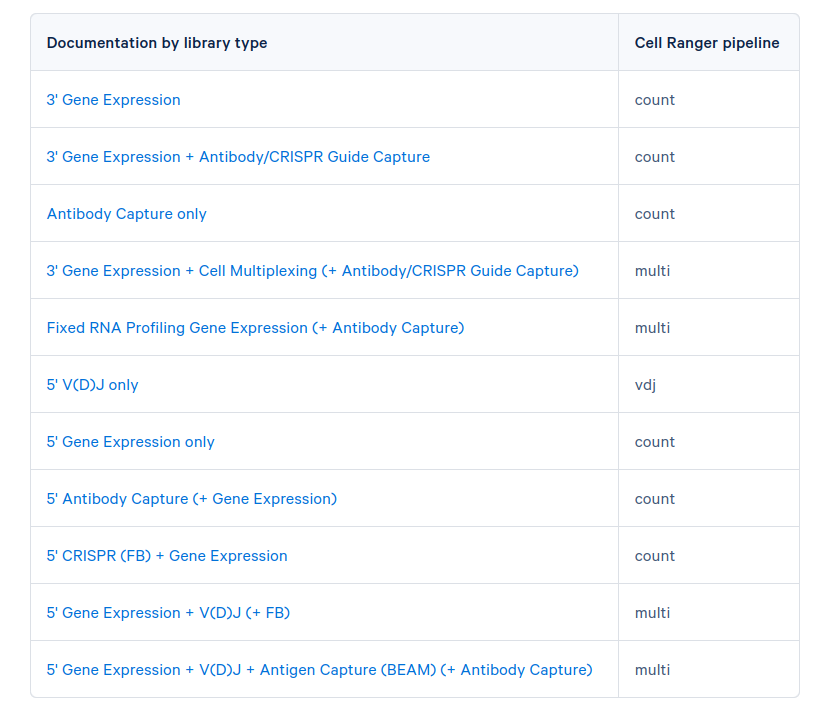 Documentation by library type Cell Ranger pipeline
3' Gene Expression count
3' Gene Expression + Antibody/CRISPR Guide Capture count
Antibody Capture only count
3' Gene Expression + Cell Multiplexing (+ Antibody/CRISPR Guide Capture) multi
Fixed RNA Profiling Gene Expression (+ Antibody Capture) multi
5' V(D)J only vdj
5' Gene Expression only count
5' Antibody Capture (+ Gene Expression) count
5' CRISPR (FB) + Gene Expression count
5' Gene Expression + V(D)J (+ FB) multi
5' Gene Expression + V(D)J + Antigen Capture (BEAM) (+ Antibody Capture) multi